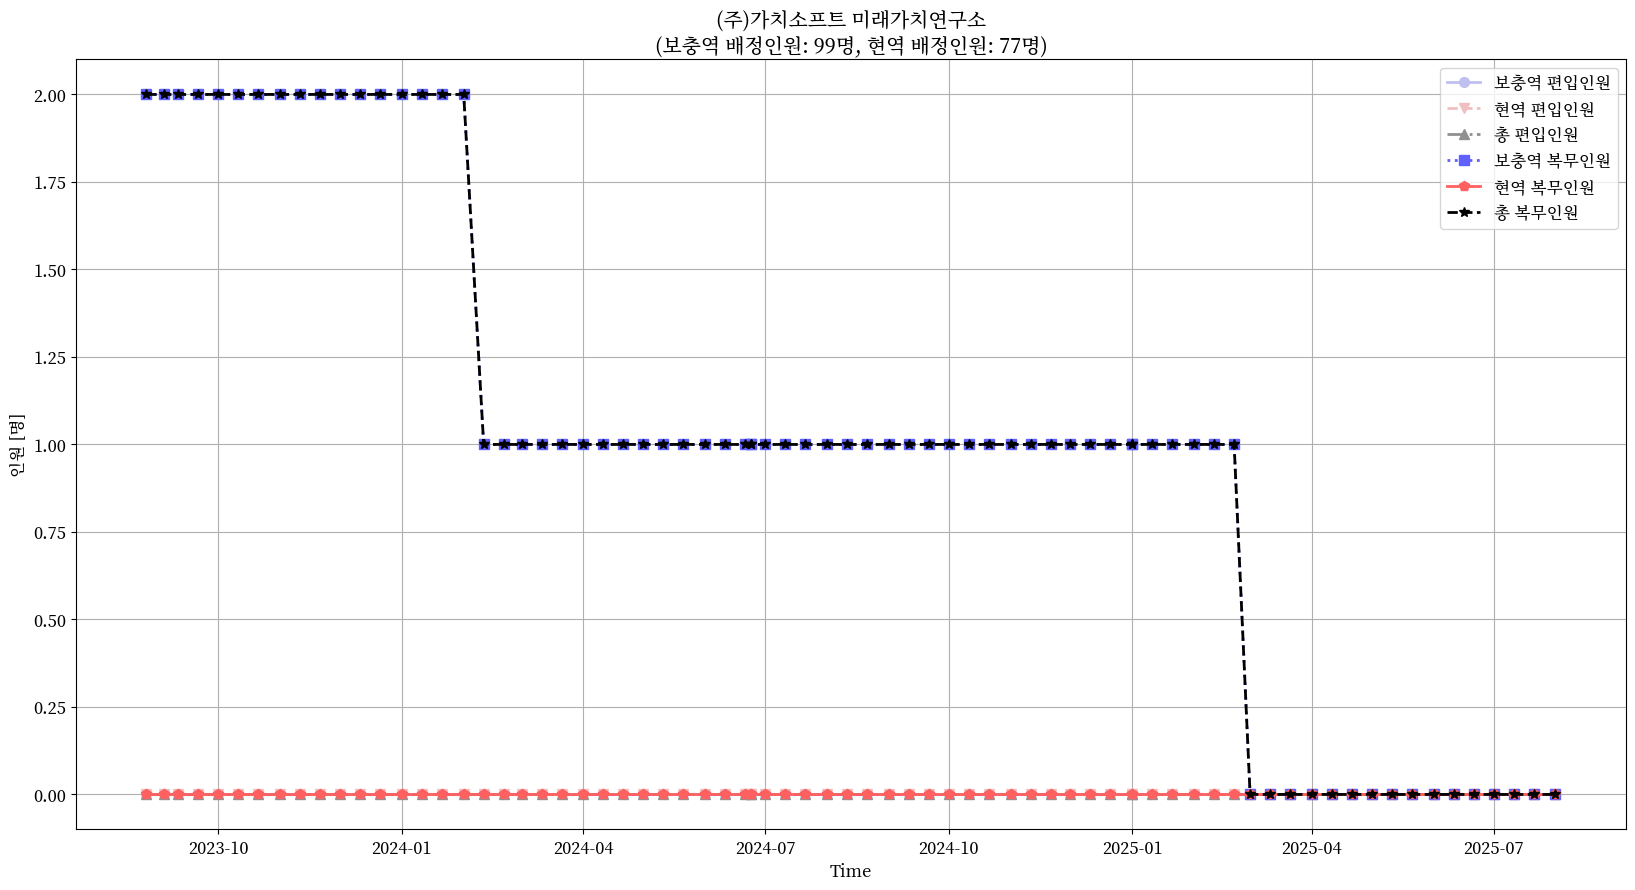 (주)가치소프트 미래가치연구소
(보충역 배정인원: 99명, 현역 배정인원: 77명)
보충역 편입인원
현역 편입인원
총 편입인원
보충역 복무인원
현역 복무인원
총 복무인원
2.00
1.75
1.50
1.25
1.00
0.75
0.50
0.25
0.00
인원 [명]
2023-10
2024-01
2024-04
2024-07
2024-10
2025-01
2025-04
2025-07
Time